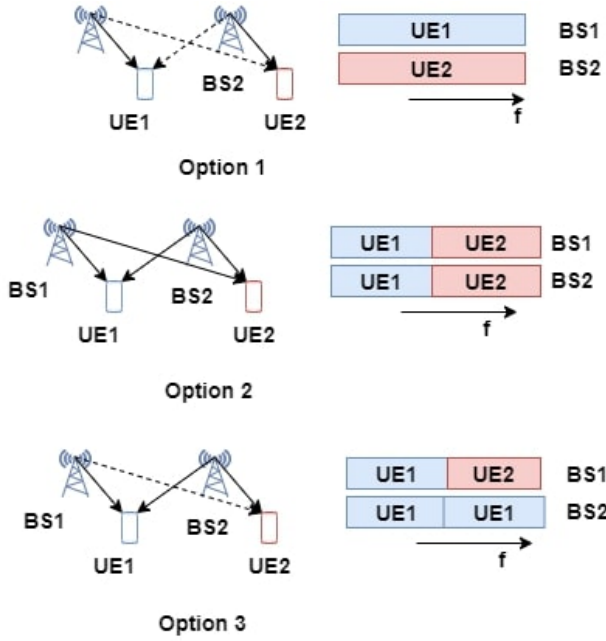 UE1 BS1
UE2 BS2
f
BS2
UE1 UE2
Option 1
UE1 UE2 BS1
UE1 UE2 BS2
f
BS1 BS2
UE1 UE2
Option 2
UE1 UE2 BS1
UE1 UE1 BS2
f
BS1 BS2
UE1 UE2
Option 3